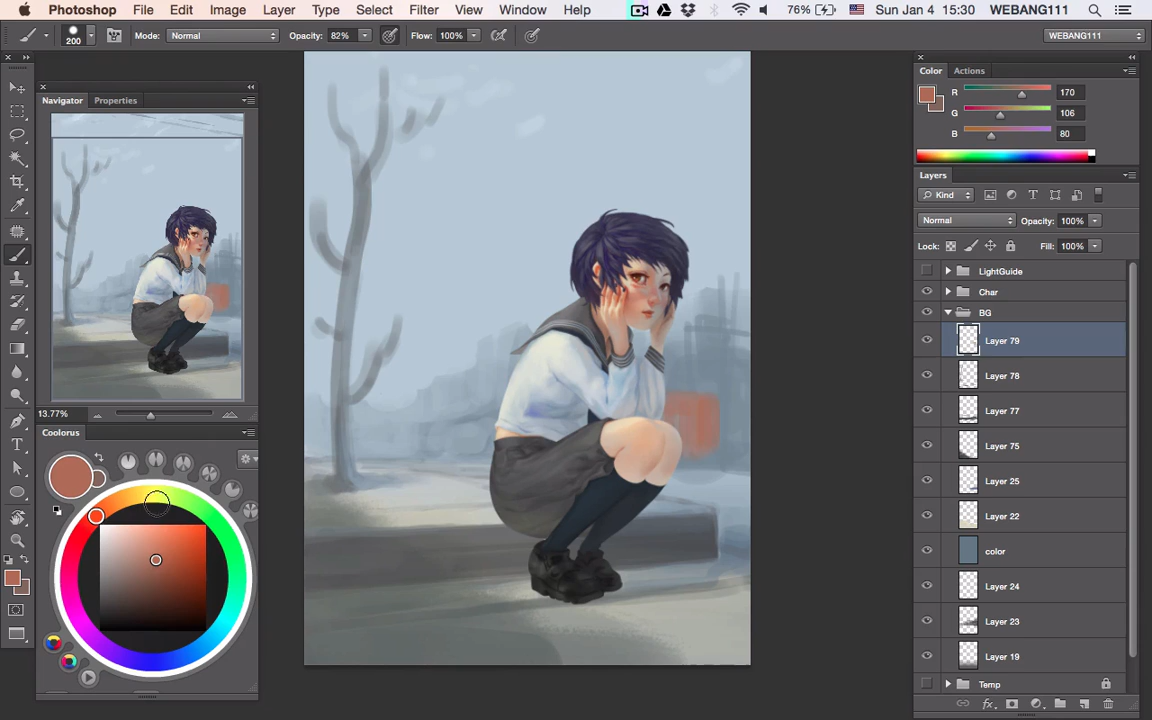 Photoshop File Edit Image Layer Type Select Filter View Window Help 76% Sun Jan 4 15:30 WEBANG111
200 Mode: Normal Opacity: 82% Flow: 100% WEBANG111
Navigator Properties
13.77%
Coolorus
Color Actions
R 170
G 106
B 80
Layers
Kind
Normal Opacity: 100%
Lock: Fill: 100%
LightGuide
Char
BG
Layer 79
Layer 78
Layer 77
Layer 75
Layer 25
Layer 22
color
Layer 24
Layer 23
Layer 19
Temp
fx